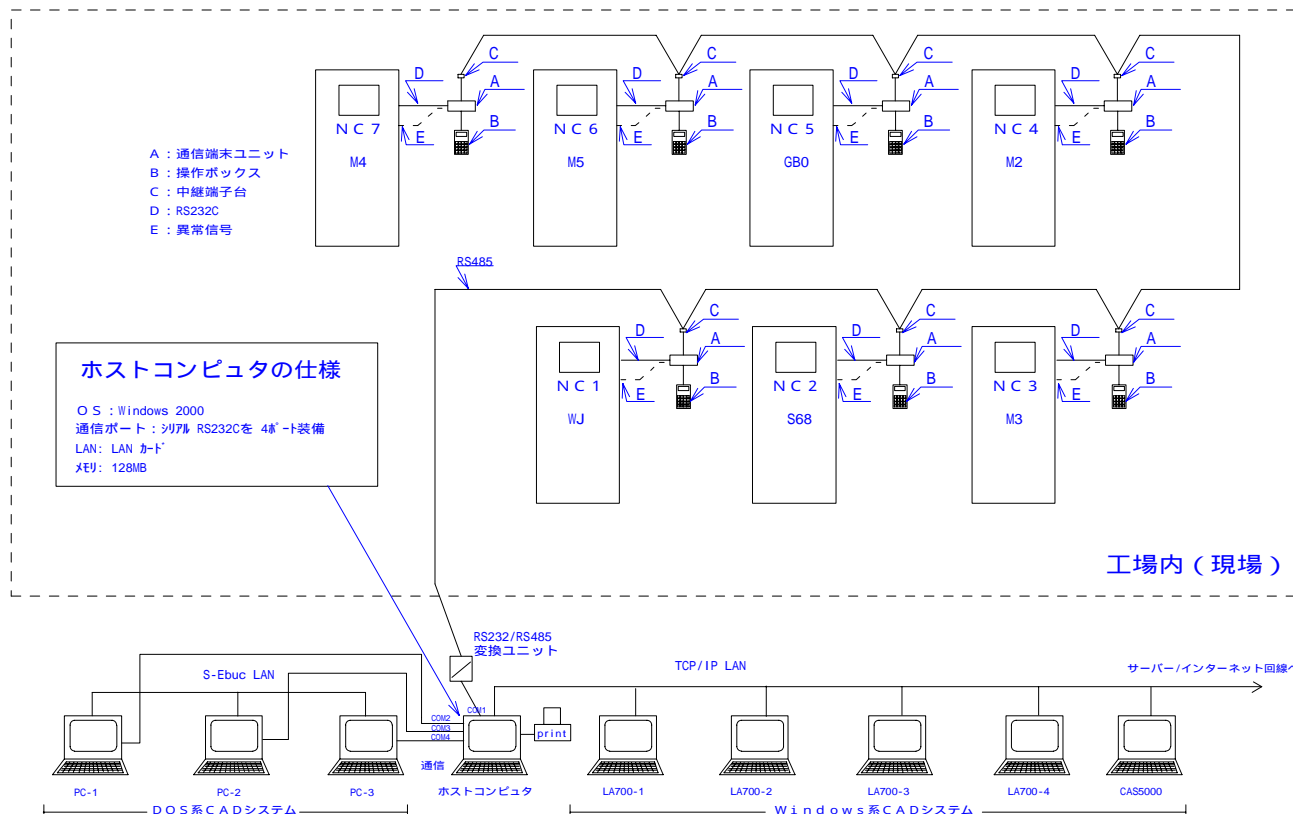 C
C
C
C
D
A
D
A
D
A
D
A
NC7
B
NC6
B
NC5
B
NC4
B
E
E
E
E
M4
M5
GB0
M2
A：通信端末ユニット
B：操作ボックス
C：中継端子台
D：RS232C
E：異常信号
RS485
C
C
C
D
A
D
A
D
A
NC1
B
NC2
B
NC3
B
E
E
E
WJ
S68
M3
ホストコンピュタの仕様
OS：Windows 2000
通信ポート：ｼﾘｱﾙ RS232Cを 4ﾎﾟｰﾄ装備
LAN: LAN ｶｰﾄﾞ
ﾒﾓﾘ: 128MB
工場内（現場）
RS232/RS485
変換ユニット
S-Ebuc LAN
TCP/IP LAN
サーバー/インターネット回線へ
COM1
COM2
COM3
COM4
print
通信
PC-1
PC-2
PC-3
ホストコンピュタ
LA700-1
LA700-2
LA700-3
LA700-4
CAS5000
DOS系CADシステム
Windows系CADシステム